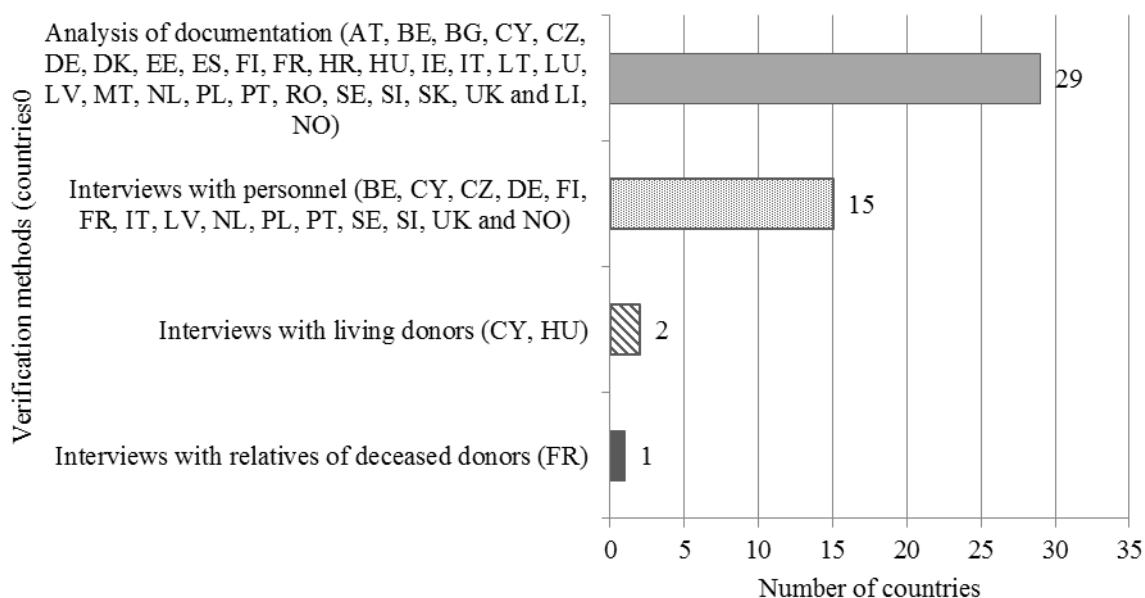 Verification methods (countries0
Analysis of documentation (AT, BE, BG, CY, CZ,
DE, DK, EE, ES, FI, FR, HR, HU, IE, IT, LT, LU,
LV, MT, NL, PL, PT, RO, SE, SI, SK, UK and LI,
NO)
29
Interviews with personnel (BE, CY, CZ, DE, FI,
FR, IT, LV, NL, PL, PT, SE, SI, UK and NO)
15
Interviews with living donors (CY, HU)
2
Interviews with relatives of deceased donors (FR)
1
0 5 10 15 20 25 30 35
Number of countries